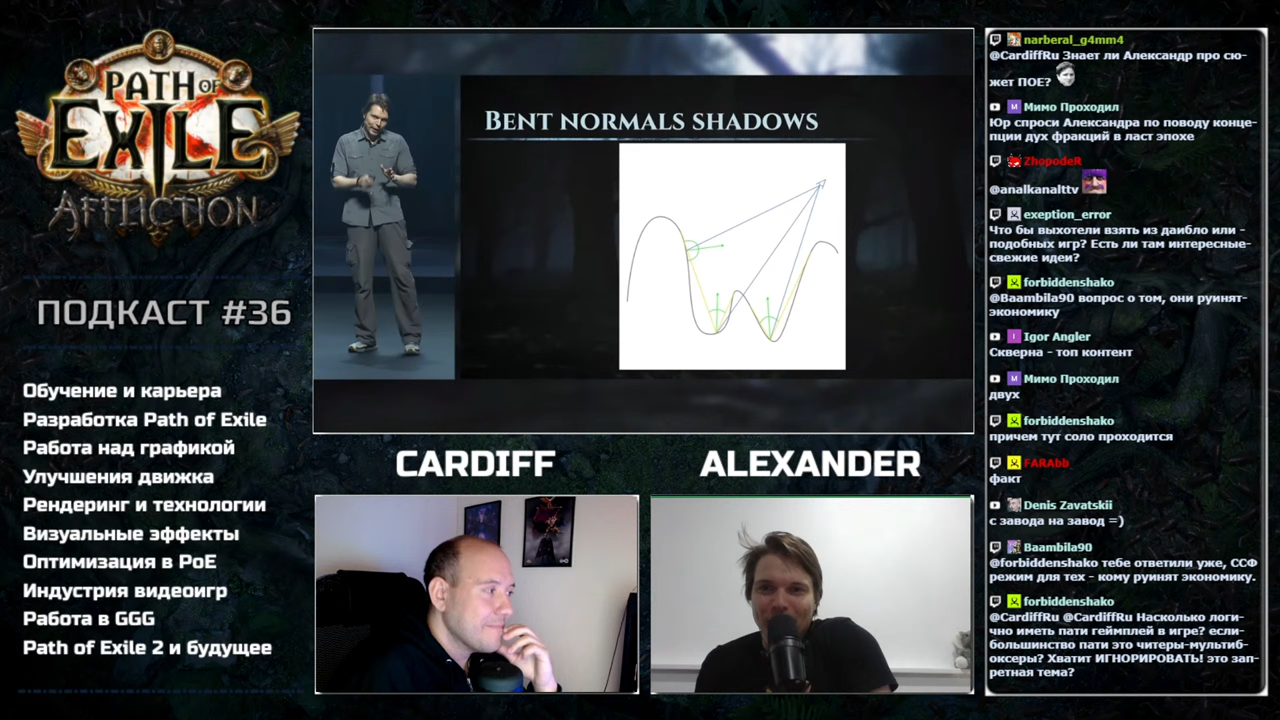 PATH OF
EXILE
AFFLICTION
ПОДКАСТ #36
Обучение и карьера
Разработка Path of Exile
Работа над графикой
Улучшения движка
Рендеринг и технологии
Визуальные эффекты
Оптимизация в PoE
Индустрия видеоигр
Работа в GGG
Path of Exile 2 и будущее
BENT NORMALS SHADOWS
CARDIFF
ALEXANDER
narberal_g4mm4
@CardiffRu Знает ли Александр про сю-
жет ПОЕ?
М Мимо Проходил
Юр спроси Александра по поводу конце-
пции дух фракций в ласт эпохе
ZhopodeR
@analkanalttv
exeption_error
Что бы выхотели взять из даибло или -
подобных игр? Есть ли там интересные-
свежие идеи?
forbiddenshako
@Baambila90 вопрос о том, они руинят-
экономику
I Igor Angler
Скверна - топ контент
М Мимо Проходил
двух
forbiddenshako
причем тут соло проходится
FARAbb
факт
Denis Zavatskii
с завода на завод =)
Baambila90
@forbiddenshako тебе ответили уже, ССФ
режим для тех - кому руинят экономику.
forbiddenshako
@CardiffRu @CardiffRu Насколько логи-
чно иметь пати геймплей в игре? если-
большинство пати это читеры-мультиб-
оксеры? Хватит ИГНОРИРОВАТЬ! это зап-
ретная тема?